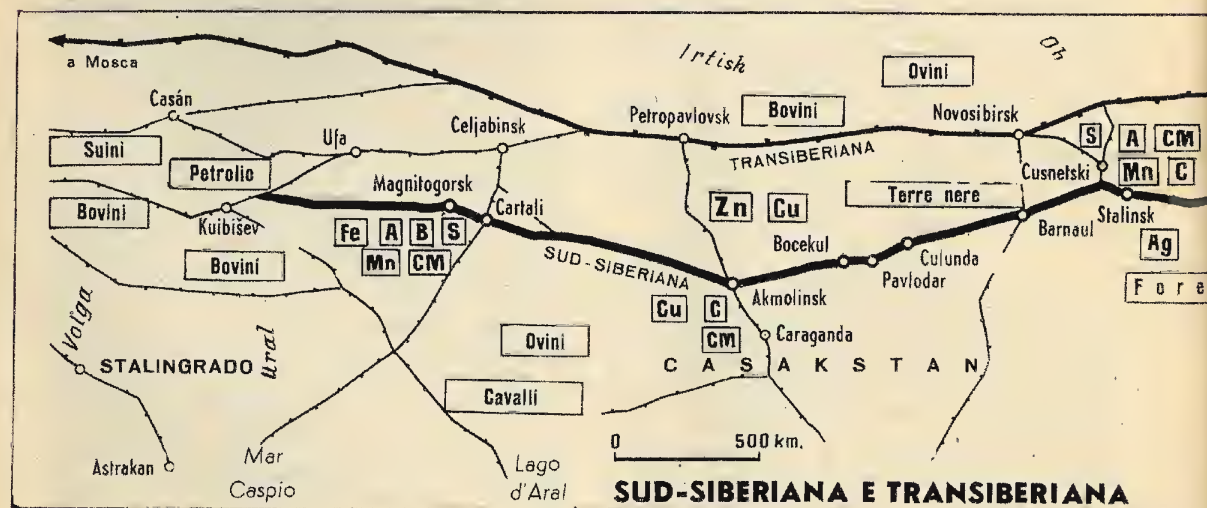 a Mosca
Irtish
Ob
Ovini
Casán
Petropavlovsk
Bovini
Novosibirsk
Ufa
Celjabinsk
TRANSIBERIANA
S A CM
Suini
Petrolio
Cusnetski
Mn C
Magnitogorsk
Terre nere
Stalinsk
Bovini
Cartali
Zn Cu
Kuibišev
Fe A B S
Bocekul
Barnaul
Mn CM
SUD-SIBERIANA
Culunda
Ag
Bovini
Pavlodar
Akmolinsk
Fore
Cu C
CM
Caraganda
Volga
Ural
STALINGRADO
Ovini
CASAKSTAN
Cavalli
0 500 km.
Astrakan
Mar
Caspio
Lago
d'Aral
SUD-SIBERIANA E TRANSIBERIANA